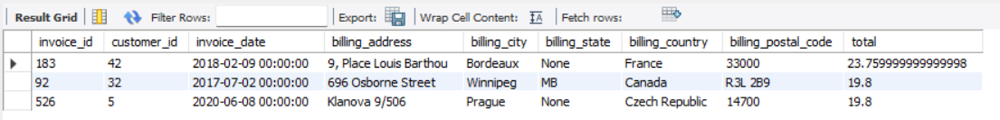 Result Grid Filter Rows: Export: Wrap Cell Content: IA Fetch rows:
invoice_id customer_id invoice_date billing_address billing_city billing_state billing_country billing_postal_code total
183 42 2018-02-09 00:00:00 9, Place Louis Barthou Bordeaux None France 33000 23.759999999999998
92 32 2017-07-02 00:00:00 696 Osborne Street Winnipeg MB Canada R3L 2B9 19.8
526 5 2020-06-08 00:00:00 Klanova 9/506 Prague None Czech Republic 14700 19.8